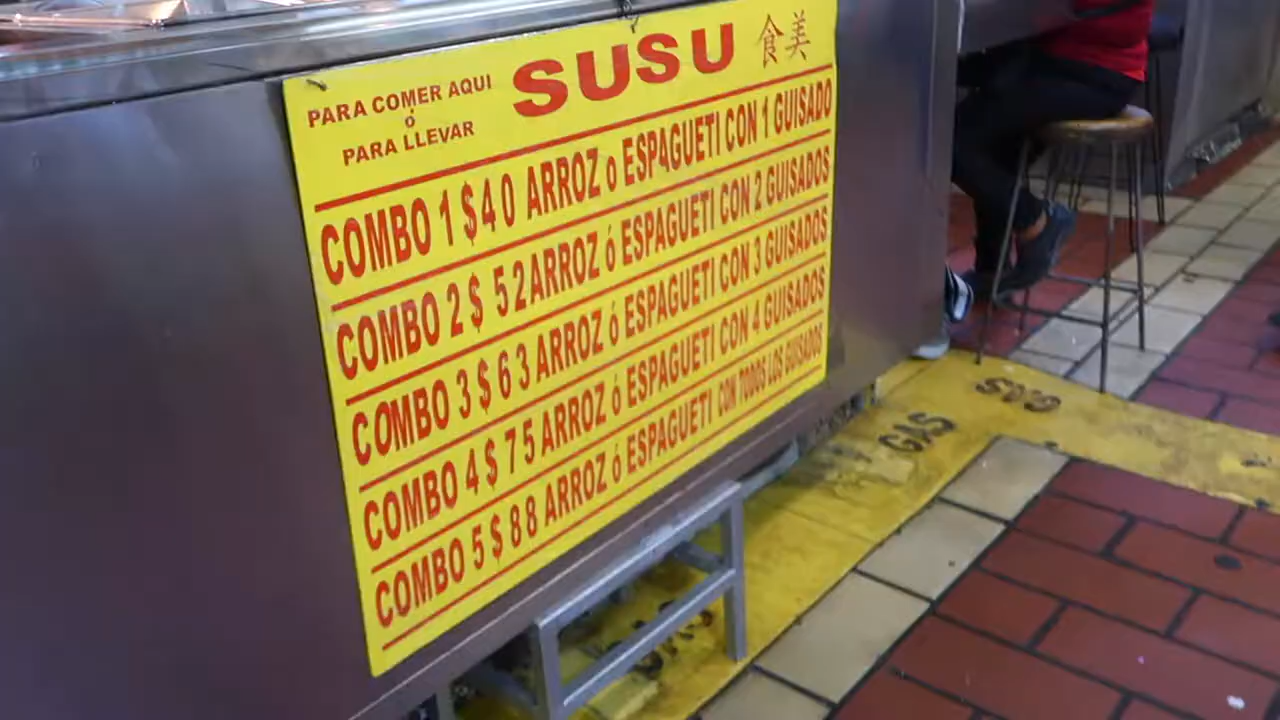 PARA COMER AQUI
ó
PARA LLEVAR
SUSU 食美
COMBO 1 $40 ARROZ o ESPAGUETI CON 1 GUISADO
COMBO 2 $ 52 ARROZ ó ESPAGUETI CON 2 GUISADOS
COMBO 3 $ 63 ARROZ ó ESPAGUETI CON 3 GUISADOS
COMBO 4 $ 75 ARROZ ó ESPAGUETI CON 4 GUISADOS
COMBO 5 $ 88 ARROZ ó ESPAGUETI CON TODOS LOS GUISADOS
GAS
GAS